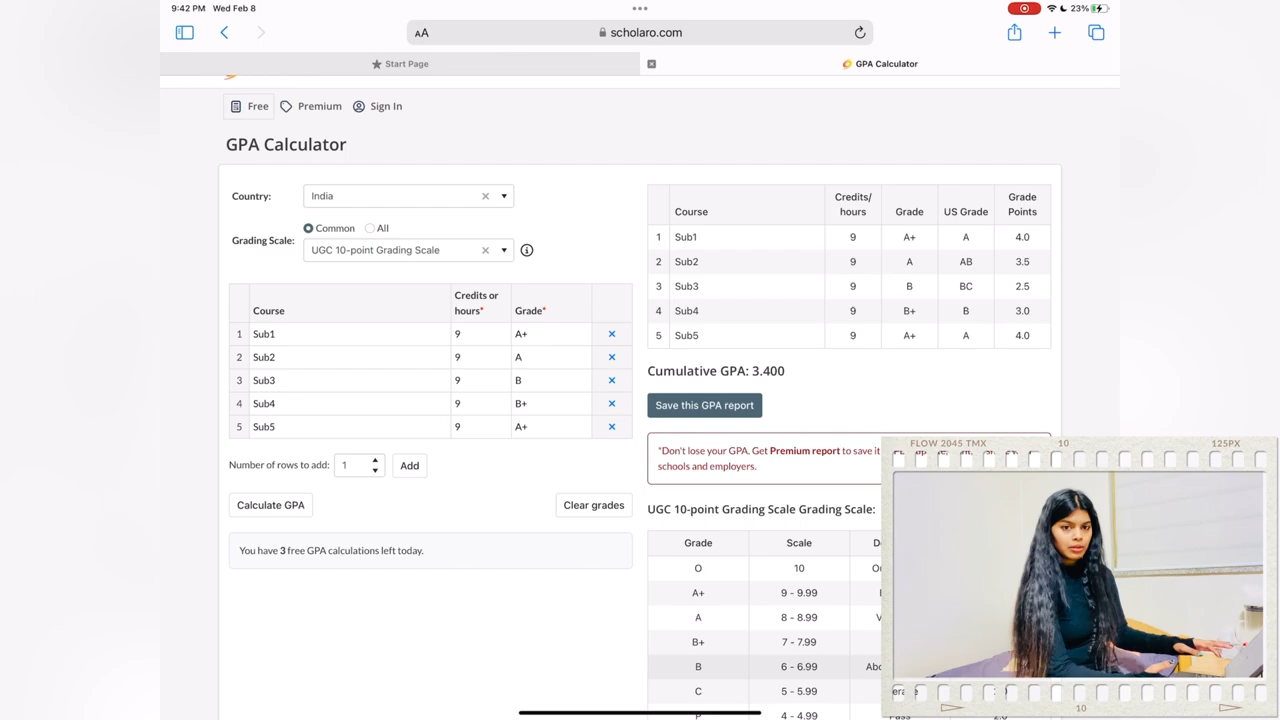 9:42 PM Wed Feb 8
23%
AA
scholaro.com
Start Page
GPA Calculator
Free
Premium
Sign In
GPA Calculator
Country:
India
Grading Scale:
Common
All
UGC 10-point Grading Scale
Course Credits or hours* Grade*
1 Sub1 9 A+
2 Sub2 9 A
3 Sub3 9 B
4 Sub4 9 B+
5 Sub5 9 A+
Number of rows to add: 1 Add
Calculate GPA
Clear grades
You have 3 free GPA calculations left today.
Course Credits/ hours Grade US Grade Grade Points
1 Sub1 9 A+ A 4.0
2 Sub2 9 A AB 3.5
3 Sub3 9 B BC 2.5
4 Sub4 9 B+ B 3.0
5 Sub5 9 A+ A 4.0
Cumulative GPA: 3.400
Save this GPA report
*Don't lose your GPA. Get Premium report to save it
schools and employers.
UGC 10-point Grading Scale Grading Scale:
Grade Scale
O 10
A+ 9 - 9.99
A 8 - 8.99
B+ 7 - 7.99
B 6 - 6.99
C 5 - 5.99
P 4 - 4.99
Pass
FLOW 2045 TMX 10 125PX
10